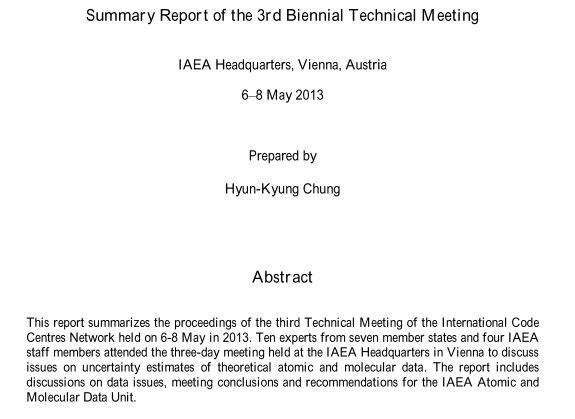 Summary Report of the 3rd Biennial Technical Meeting
IAEA Headquarters, Vienna, Austria
6–8 May 2013
Prepared by
Hyun-Kyung Chung
Abstract
This report summarizes the proceedings of the third Technical Meeting of the International Code
Centres Network held on 6-8 May in 2013. Ten experts from seven member states and four IAEA
staff members attended the three-day meeting held at the IAEA Headquarters in Vienna to discuss
issues on uncertainty estimates of theoretical atomic and molecular data. The report includes
discussions on data issues, meeting conclusions and recommendations for the IAEA Atomic and
Molecular Data Unit.